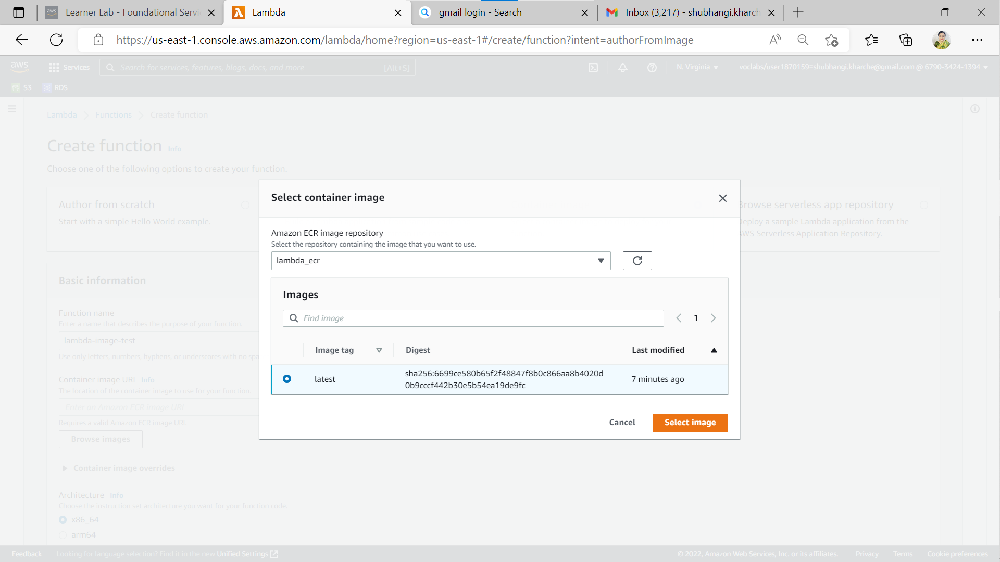 Learner Lab - Foundational Servi
Lambda
gmail login - Search
Inbox (3,217) - shubhangi.kharch
https://us-east-1.console.aws.amazon.com/lambda/home?region=us-east-1#/create/function?intent=authorFromImage
aws
Services
Search for services, features, blogs, docs, and more
[Alt+S]
N. Virginia
voclabs/user1870159=shubhangi.kharche@gmail.com @ 6790-3424-1394
S3
RDS
Lambda
Functions
Create function
Create function Info
Choose one of the following options to create your function.
Author from scratch
Start with a simple Hello World example.
Browse serverless app repository
Deploy a sample Lambda application from the
AWS Serverless Application Repository.
Basic information
Function name
Enter a name that describes the purpose of your function.
lambda-image-test
Use only letters, numbers, hyphens, or underscores with no spa
Container image URI Info
The location of the container image to use for your function.
Enter an Amazon ECR image URI
Requires a valid Amazon ECR image URI.
Browse images
Container image overrides
Architecture Info
Choose the instruction set architecture you want for your function code.
x86_64
arm64
Select container image
Amazon ECR image repository
Select the repository containing the image that you want to use.
lambda_ecr
Images
Find image
1
Image tag
Digest
Last modified
latest
sha256:6699ce580b65f2f48847f8b0c866aa8b4020d
0b9cccf442b30e5b54ea19de9fc
7 minutes ago
Cancel
Select image
Feedback
Looking for language selection? Find it in the new Unified Settings
© 2022, Amazon Web Services, Inc. or its affiliates.
Privacy
Terms
Cookie preferences